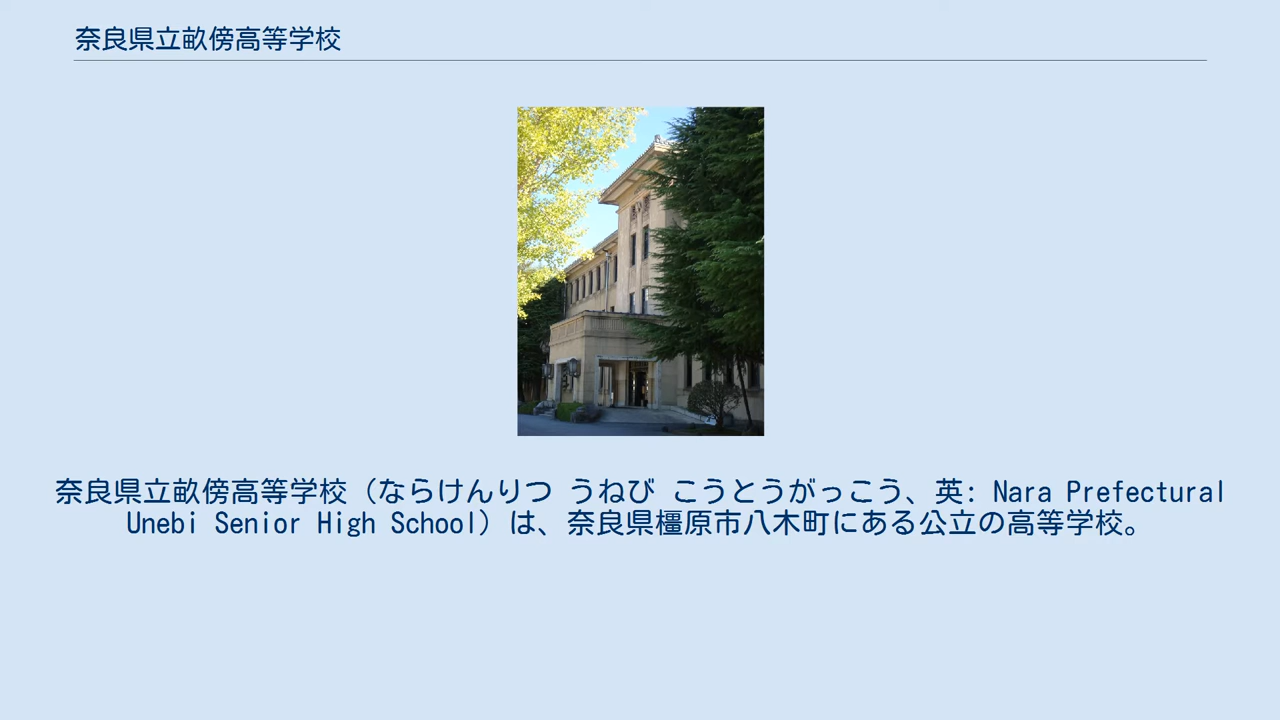 奈良県立畝傍高等学校
奈良県立畝傍高等学校（ならけんりつ うねび こうとうがっこう、英: Nara Prefectural
Unebi Senior High School）は、奈良県橿原市八木町にある公立の高等学校。